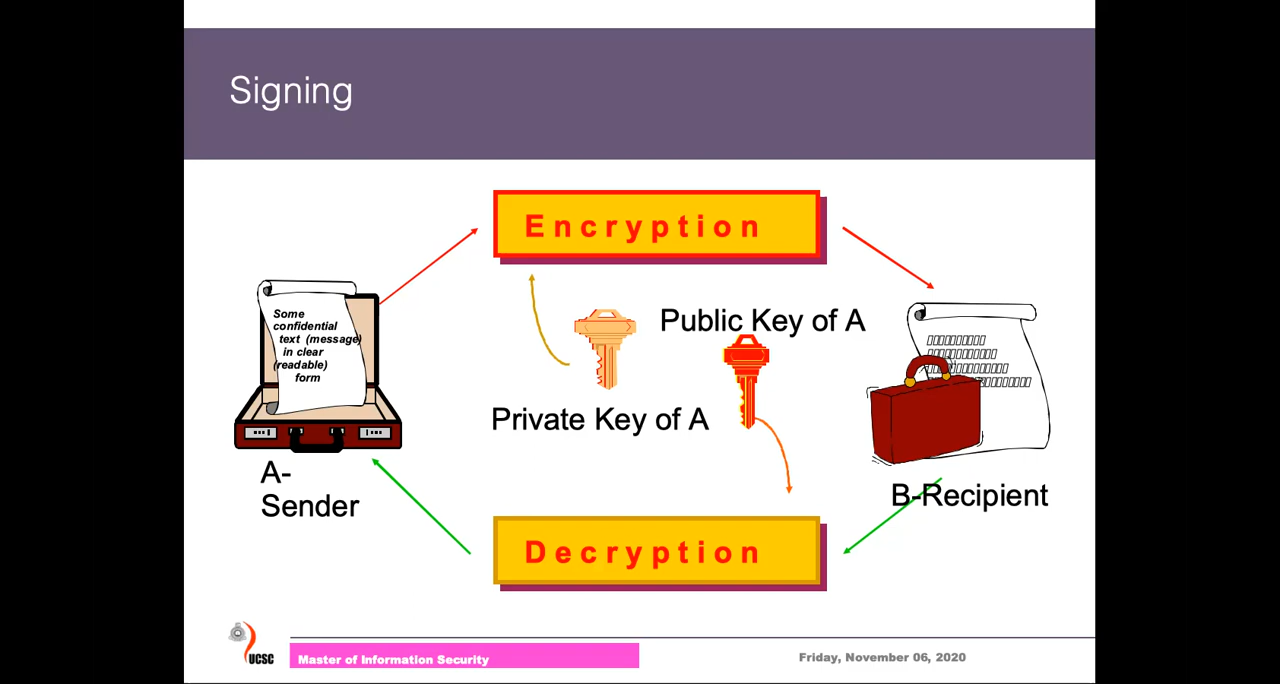 Signing
Encryption
Some
confidential
text (message)
in clear
(readable)
form
Public Key of A
Private Key of A
A-
Sender
B-Recipient
Decryption
UCSC
Master of Information Security
Friday, November 06, 2020